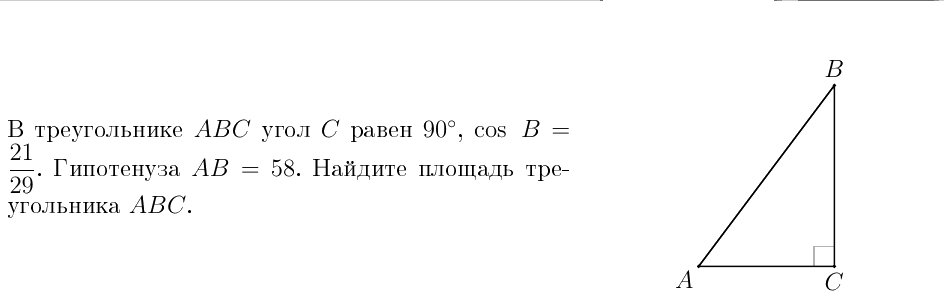 В треугольнике ABC угол C равен 90°, cos B =
21/29. Гипотенуза AB = 58. Найдите площадь тре-
угольника ABC.
B
A
C